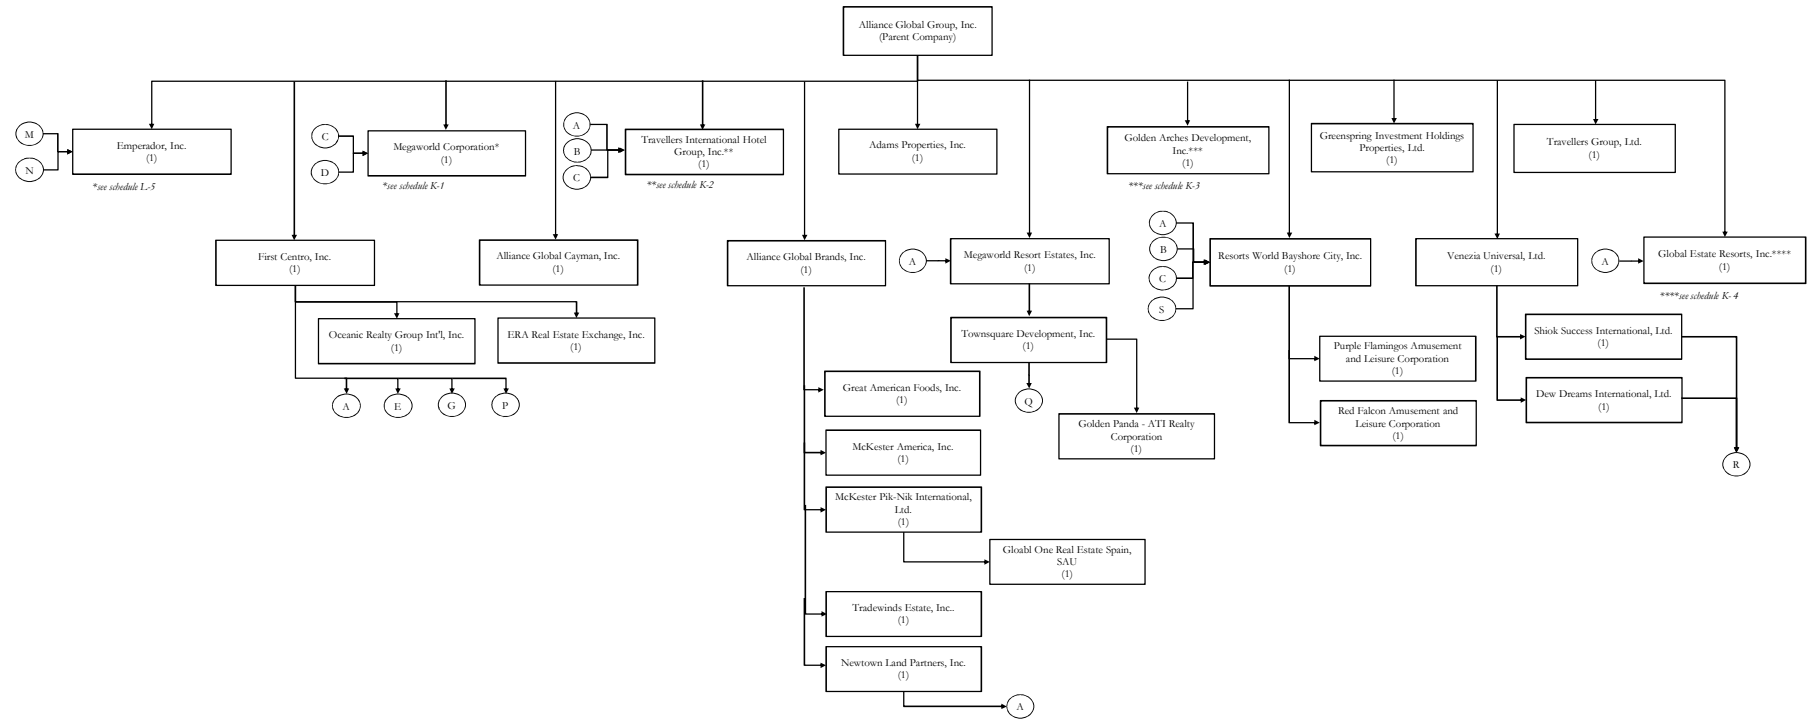 Alliance Global Group, Inc.
(Parent Company)
M
N
Emperador, Inc.
(1)
*see schedule L-5
C
D
Megaworld Corporation*
(1)
*see schedule K-1
A
B
C
Travellers International Hotel
Group, Inc.**
(1)
**see schedule K-2
Adams Properties, Inc.
(1)
Golden Arches Development,
Inc.***
(1)
***see schedule K-3
Greenspring Investment Holdings
Properties, Ltd.
(1)
Travellers Group, Ltd.
(1)
First Centro, Inc.
(1)
Alliance Global Cayman, Inc.
(1)
Alliance Global Brands, Inc.
(1)
A
Megaworld Resort Estates, Inc.
(1)
A
B
C
S
Resorts World Bayshore City, Inc.
(1)
Venezia Universal, Ltd.
(1)
A
Global Estate Resorts, Inc.****
(1)
****see schedule K- 4
Oceanic Realty Group Int'l, Inc.
(1)
ERA Real Estate Exchange, Inc.
(1)
A
E
G
P
Townsquare Development, Inc.
(1)
Q
Golden Panda - ATI Realty
Corporation
(1)
Purple Flamingos Amusement
and Leisure Corporation
(1)
Red Falcon Amusement and
Leisure Corporation
(1)
Shiok Success International, Ltd.
(1)
Dew Dreams International, Ltd.
(1)
R
Great American Foods, Inc.
(1)
McKester America, Inc.
(1)
McKester Pik-Nik International,
Ltd.
(1)
Gloabl One Real Estate Spain,
SAU
(1)
Tradewinds Estate, Inc..
(1)
Newtown Land Partners, Inc.
(1)
A